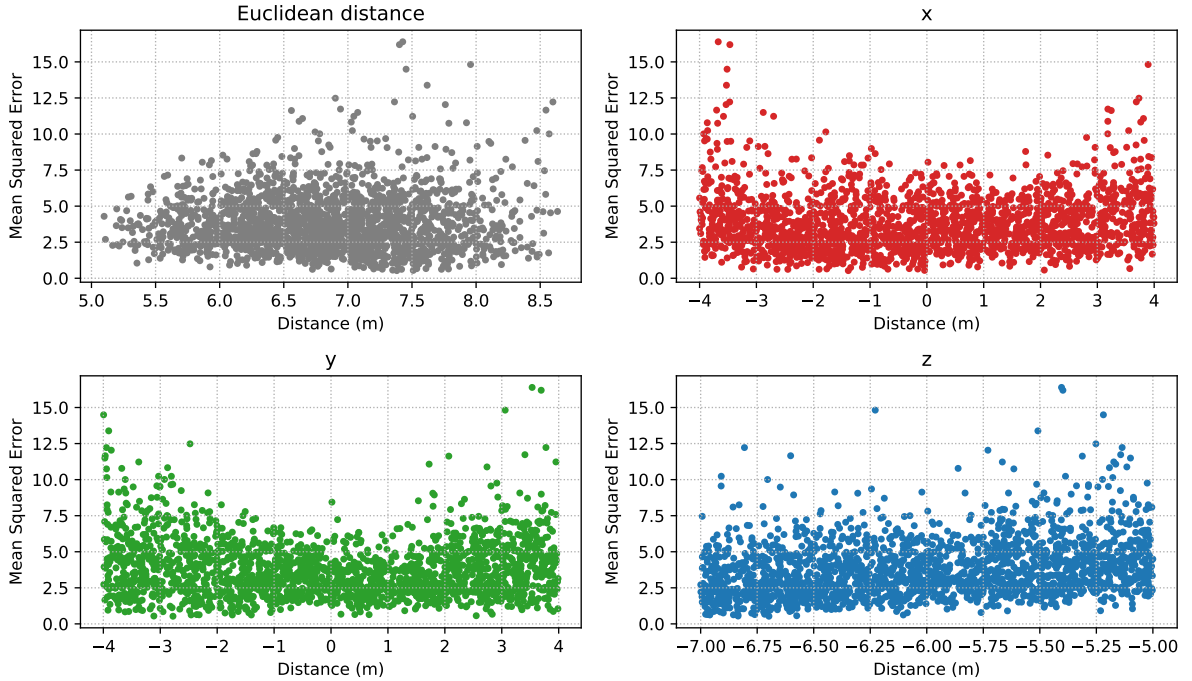 Euclidean distance
Mean Squared Error
15.0
12.5
10.0
7.5
5.0
2.5
0.0
5.0 5.5 6.0 6.5 7.0 7.5 8.0 8.5
Distance (m)
x
Mean Squared Error
15.0
12.5
10.0
7.5
5.0
2.5
0.0
−4 −3 −2 −1 0 1 2 3 4
Distance (m)
y
Mean Squared Error
15.0
12.5
10.0
7.5
5.0
2.5
0.0
−4 −3 −2 −1 0 1 2 3 4
Distance (m)
z
Mean Squared Error
15.0
12.5
10.0
7.5
5.0
2.5
0.0
−7.00 −6.75 −6.50 −6.25 −6.00 −5.75 −5.50 −5.25 −5.00
Distance (m)